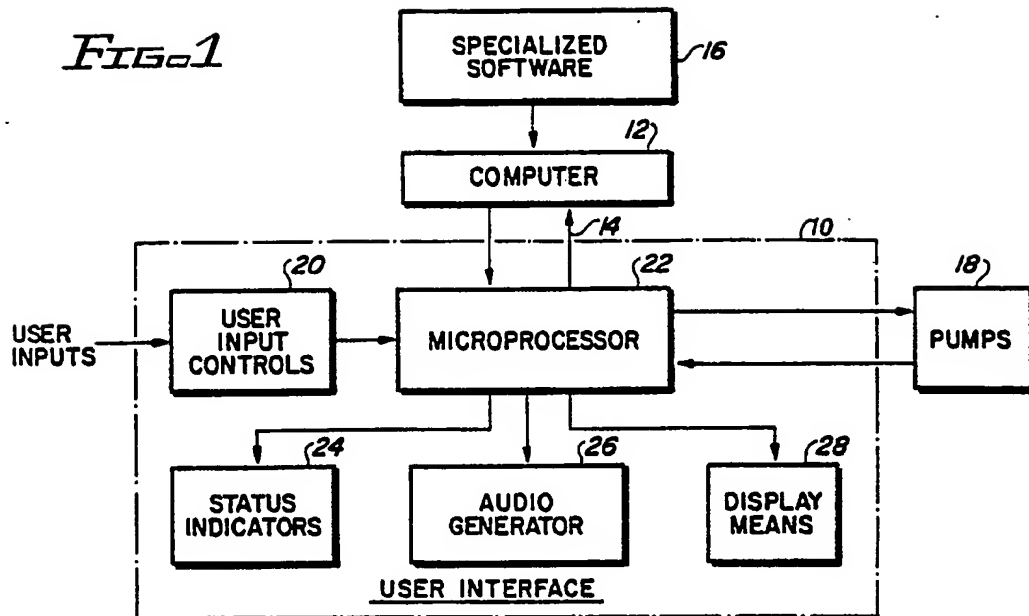 FIG.1
SPECIALIZED
SOFTWARE
16
12
COMPUTER
14
10
20
22
18
USER
INPUTS
USER
INPUT
CONTROLS
MICROPROCESSOR
PUMPS
24
26
28
STATUS
INDICATORS
AUDIO
GENERATOR
DISPLAY
MEANS
USER INTERFACE